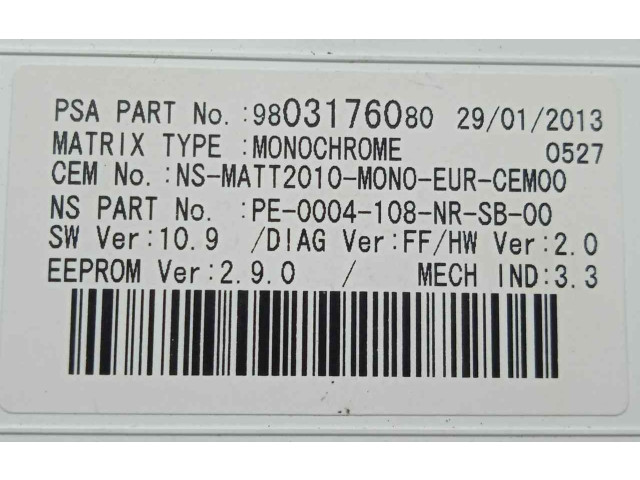 PSA PART No.:9803176080 29/01/2013
MATRIX TYPE :MONOCHROME 0527
CEM No.:NS-MATT2010-MONO-EUR-CEM00
NS PART No. :PE-0004-108-NR-SB-00
SW Ver:10.9 /DIAG Ver:FF/HW Ver:2.0
EEPROM Ver:2.9.0 / MECH IND:3.3